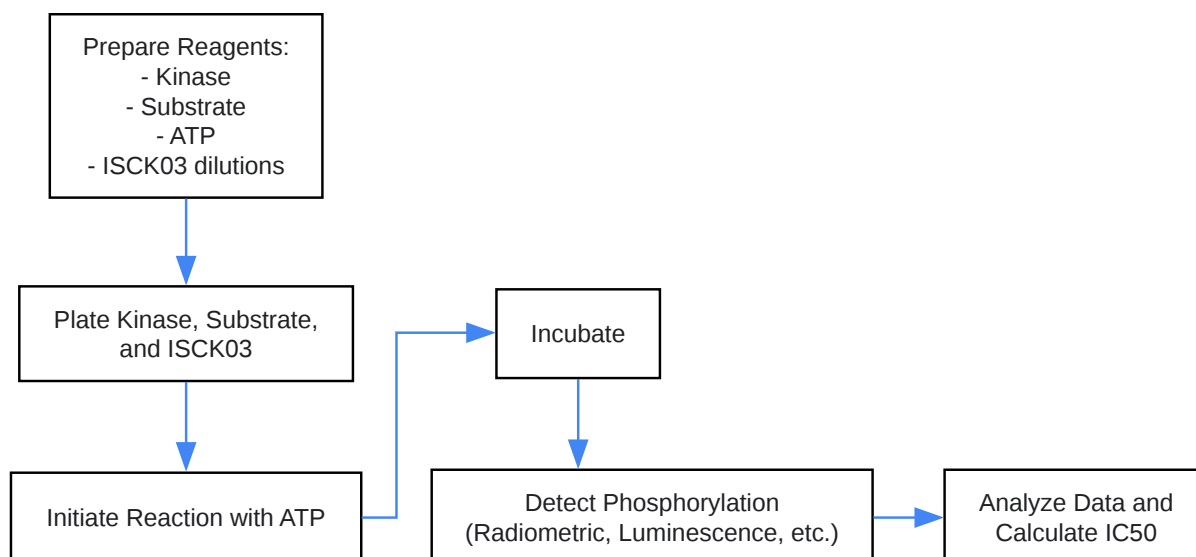 Prepare Reagents:
- Kinase
- Substrate
- ATP
- ISCK03 dilutions
Plate Kinase, Substrate,
and ISCK03
Initiate Reaction with ATP
Incubate
Detect Phosphorylation
(Radiometric, Luminescence, etc.)
Analyze Data and
Calculate IC50